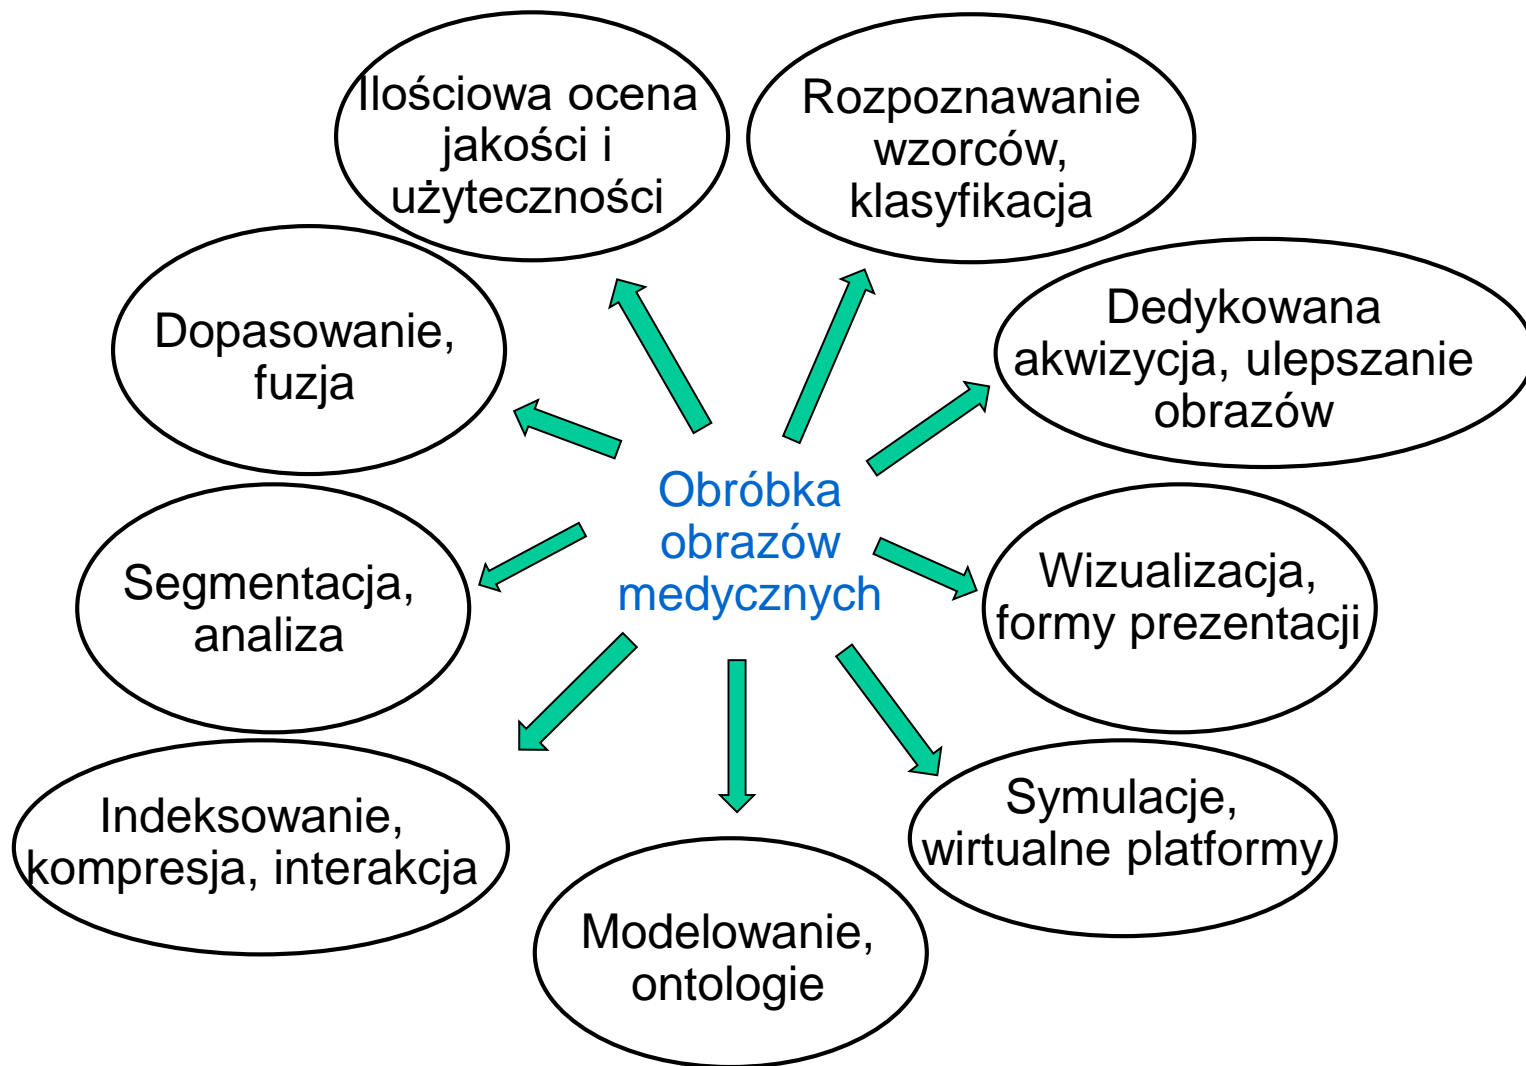 Ilościowa ocena
jakości i
użyteczności
Rozpoznawanie
wzorców,
klasyfikacja
Dopasowanie,
fuzja
Dedykowana
akwizycja, ulepszanie
obrazów
Obróbka
obrazów
medycznych
Segmentacja,
analiza
Wizualizacja,
formy prezentacji
Indeksowanie,
kompresja, interakcja
Symulacje,
wirtualne platformy
Modelowanie,
ontologie